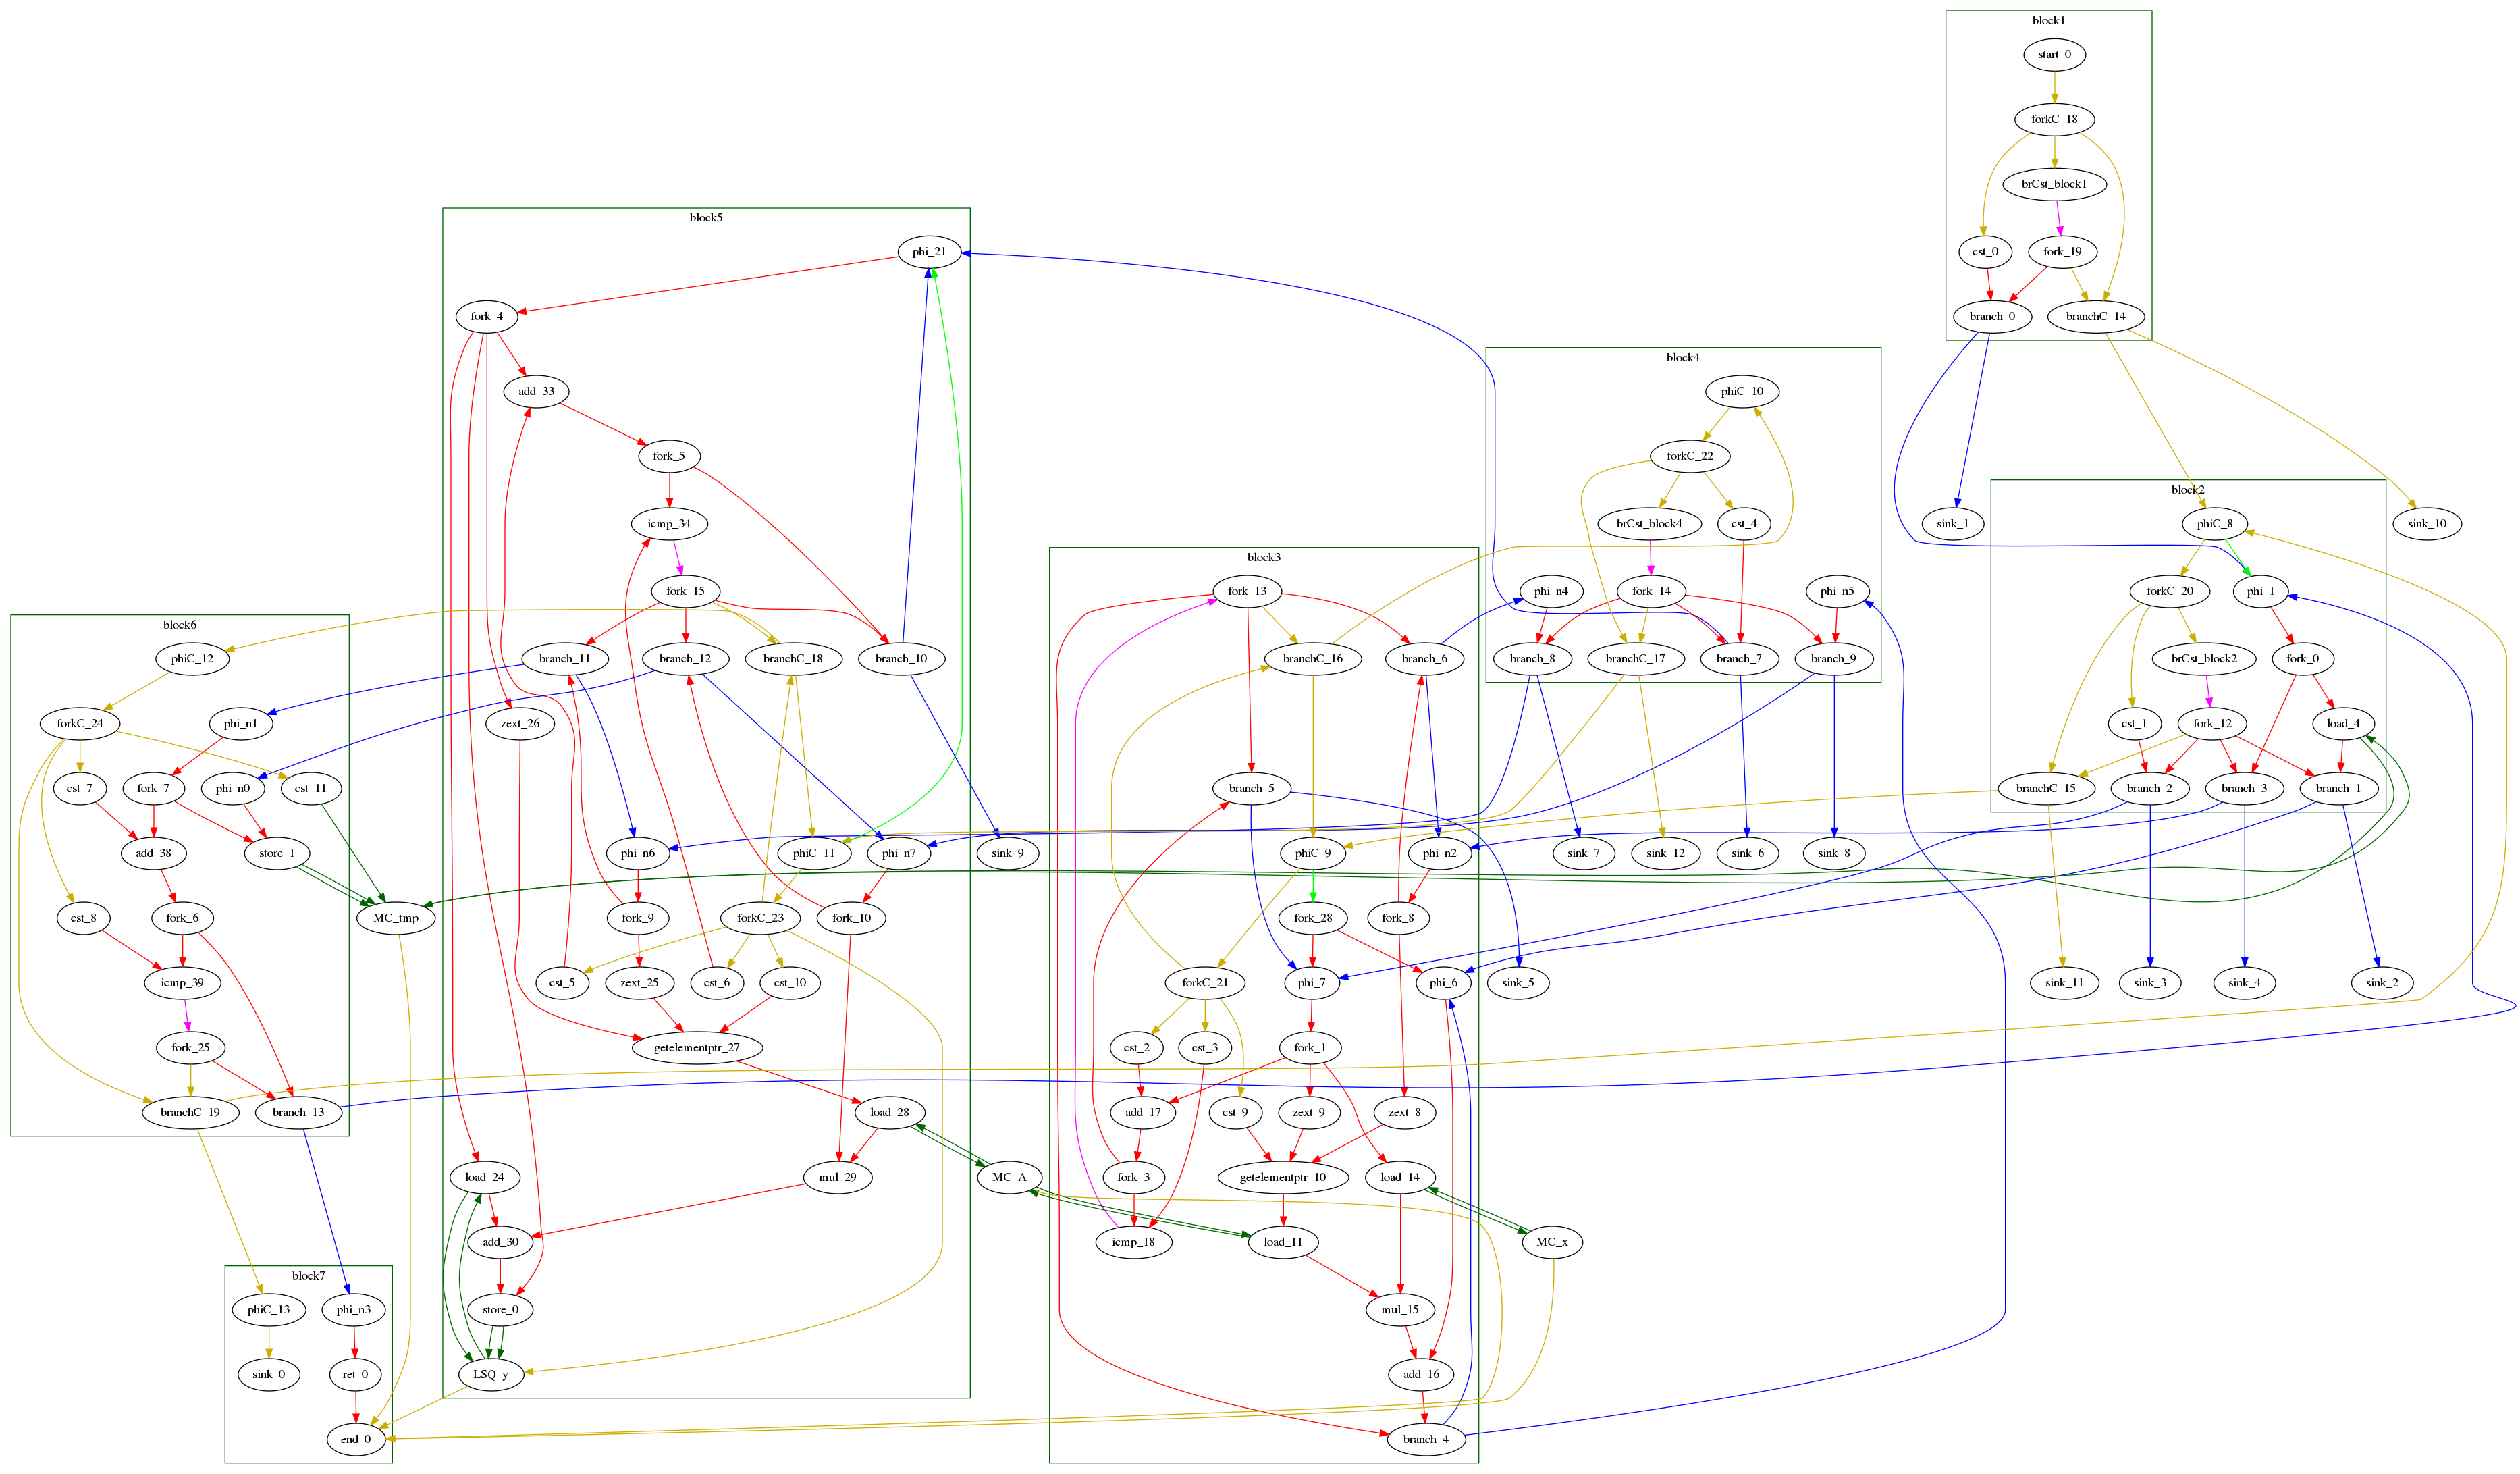 block1
start_0
forkC_18
brCst_block1
cst_0
fork_19
branch_0
branchC_14
block5
phi_21
fork_4
add_33
fork_5
icmp_34
fork_15
branch_11
branch_12
branchC_18
branch_10
zext_26
phi_n6
phiC_11
phi_n7
fork_9
forkC_23
fork_10
cst_5
zext_25
cst_6
cst_10
getelementptr_27
load_28
load_24
mul_29
add_30
store_0
LSQ_y
block4
phiC_10
forkC_22
brCst_block4
cst_4
phi_n4
fork_14
phi_n5
branch_8
branchC_17
branch_7
branch_9
block2
phiC_8
forkC_20
phi_1
brCst_block2
fork_0
cst_1
fork_12
load_4
branchC_15
branch_2
branch_3
branch_1
sink_1
sink_10
block3
fork_13
branchC_16
branch_6
branch_5
phiC_9
phi_n2
fork_28
fork_8
forkC_21
phi_7
phi_6
cst_2
cst_3
fork_1
add_17
cst_9
zext_9
zext_8
fork_3
getelementptr_10
load_14
icmp_18
load_11
mul_15
add_16
branch_4
block6
phiC_12
forkC_24
phi_n1
cst_7
fork_7
phi_n0
cst_11
add_38
store_1
cst_8
fork_6
icmp_39
fork_25
branchC_19
branch_13
MC_tmp
sink_9
sink_7
sink_12
sink_6
sink_8
sink_5
sink_11
sink_3
sink_4
sink_2
MC_A
MC_x
block7
phiC_13
phi_n3
sink_0
ret_0
end_0